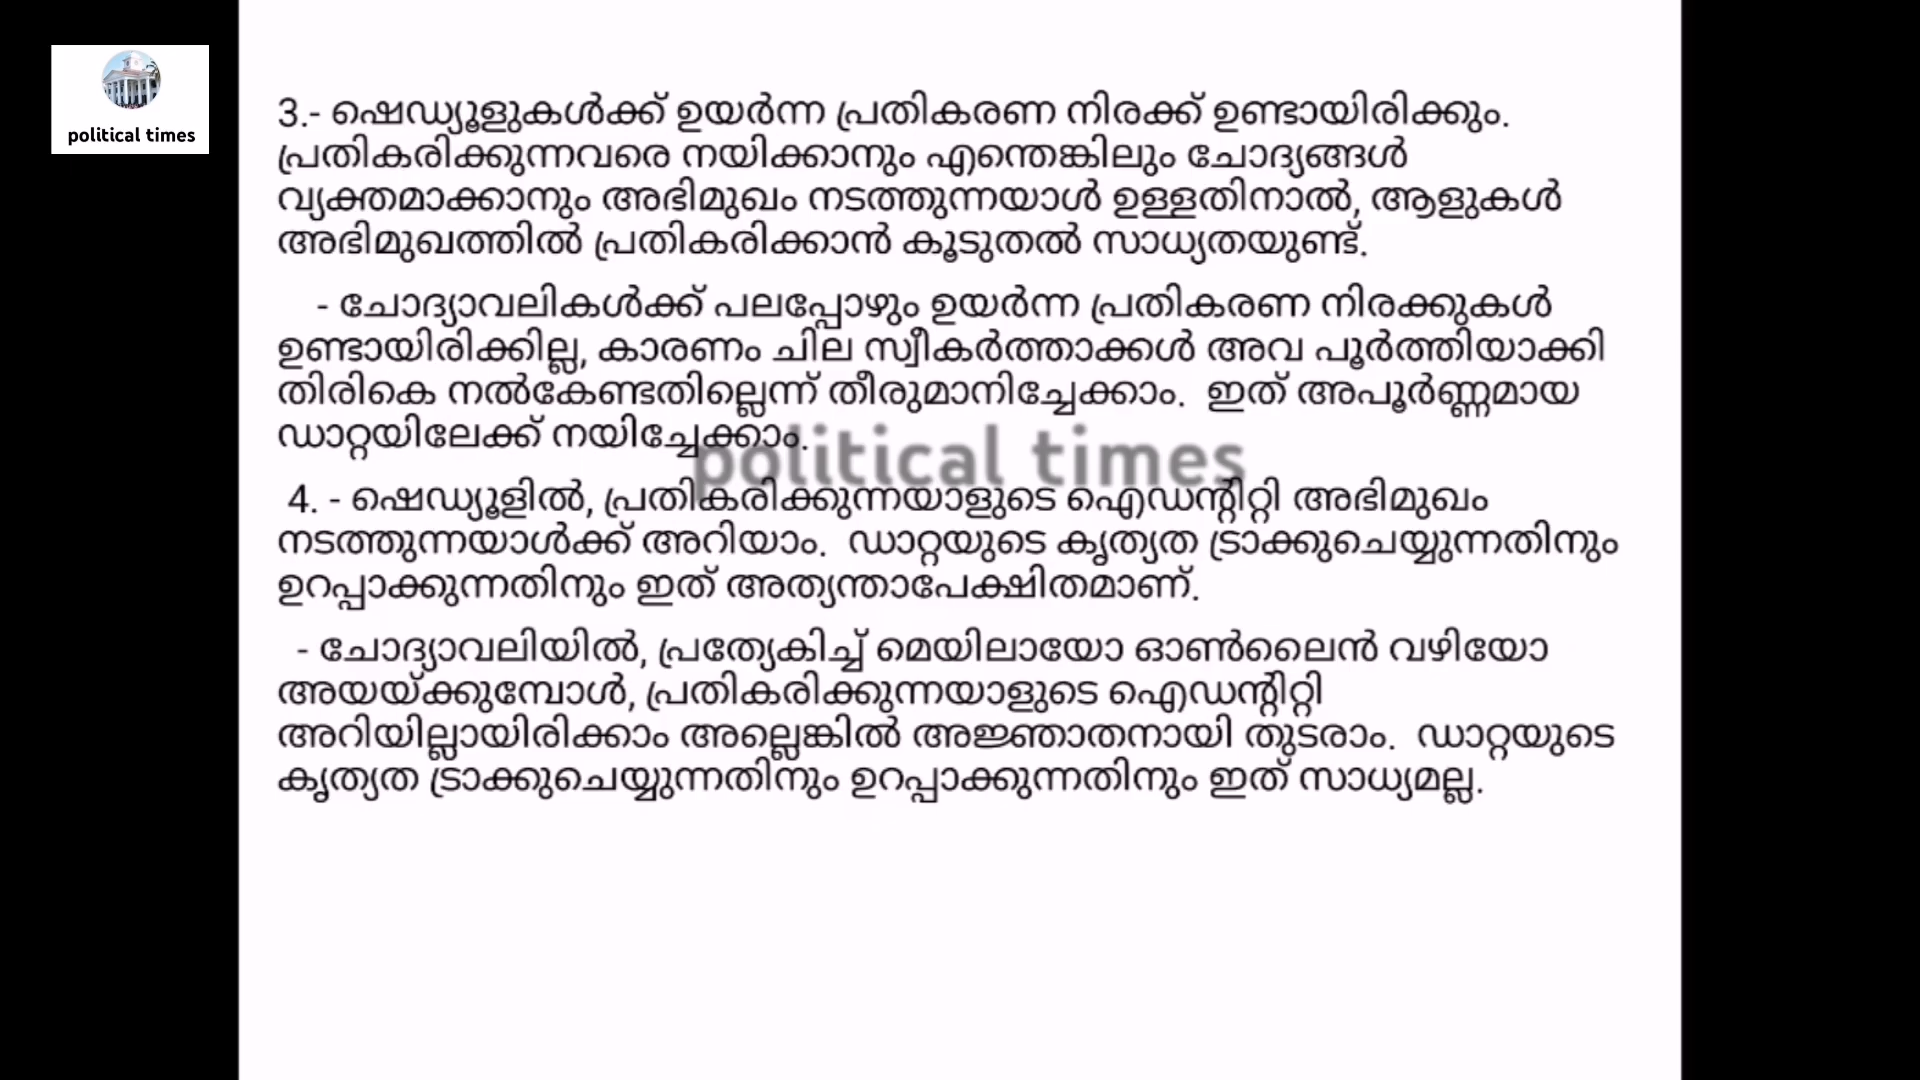 political times
3.- ഷെഡ്യൂളുകൾക്ക് ഉയർന്ന പ്രതികരണ നിരക്ക് ഉണ്ടായിരിക്കും.
പ്രതികരിക്കുന്നവരെ നയിക്കാനും എന്തെങ്കിലും ചോദ്യങ്ങൾ
വ്യക്തമാക്കാനും അഭിമുഖം നടത്തുന്നയാൾ ഉള്ളതിനാൽ, ആളുകൾ
അഭിമുഖത്തിൽ പ്രതികരിക്കാൻ കൂടുതൽ സാധ്യതയുണ്ട്.
- ചോദ്യാവലികൾക്ക് പലപ്പോഴും ഉയർന്ന പ്രതികരണ നിരക്കുകൾ
ഉണ്ടായിരിക്കില്ല, കാരണം ചില സ്വീകർത്താക്കൾ അവ പൂർത്തിയാക്കി
തിരികെ നൽകേണ്ടതില്ലെന്ന് തീരുമാനിച്ചേക്കാം. ഇത് അപൂർണ്ണമായ
ഡാറ്റയിലേക്ക് നയിച്ചേക്കാം.
political times
4. - ഷെഡ്യൂളിൽ, പ്രതികരിക്കുന്നയാളുടെ ഐഡന്റിറ്റി അഭിമുഖം
നടത്തുന്നയാൾക്ക് അറിയാം. ഡാറ്റയുടെ കൃത്യത ട്രാക്കുചെയ്യുന്നതിനും
ഉറപ്പാക്കുന്നതിനും ഇത് അത്യന്താപേക്ഷിതമാണ്.
- ചോദ്യാവലിയിൽ, പ്രത്യേകിച്ച് മെയിലായോ ഓൺലൈൻ വഴിയോ
അയയ്ക്കുമ്പോൾ, പ്രതികരിക്കുന്നയാളുടെ ഐഡന്റിറ്റി
അറിയില്ലായിരിക്കാം അല്ലെങ്കിൽ അജ്ഞാതനായി തുടരാം. ഡാറ്റയുടെ
കൃത്യത ട്രാക്കുചെയ്യുന്നതിനും ഉറപ്പാക്കുന്നതിനും ഇത് സാധ്യമല്ല.